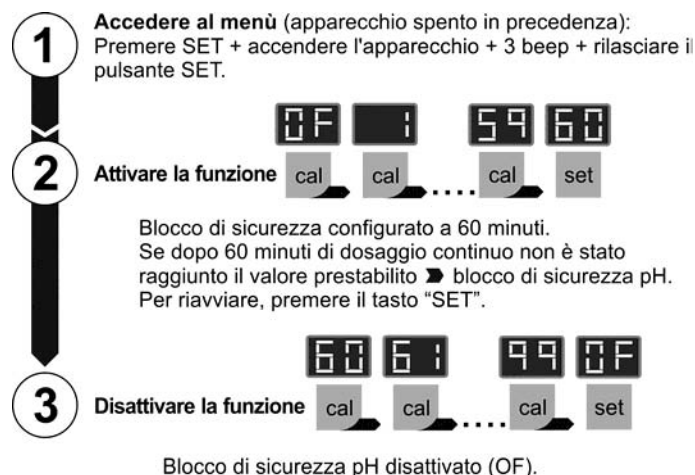 1
Accedere al menù (apparecchio spento in precedenza):
Premere SET + accendere l'apparecchio + 3 beep + rilasciare il
pulsante SET.
OF 1 59 60
2
Attivare la funzione cal cal cal set
Blocco di sicurezza configurato a 60 minuti.
Se dopo 60 minuti di dosaggio continuo non è stato
raggiunto il valore prestabilito blocco di sicurezza pH.
Per riavviare, premere il tasto “SET”.
60 61 99 OF
3
Disattivare la funzione cal cal cal set
Blocco di sicurezza pH disattivato (OF).